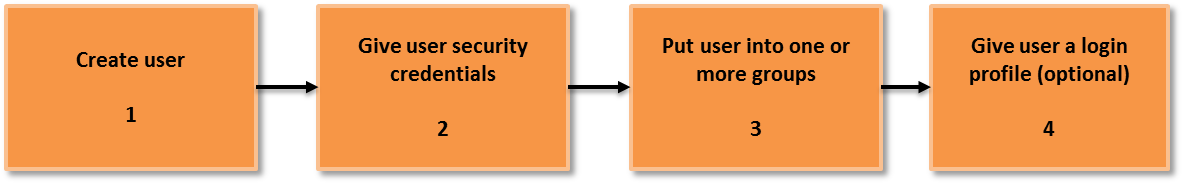 Create user
1
Give user security
credentials
2
Put user into one or
more groups
3
Give user a login
profile (optional)
4